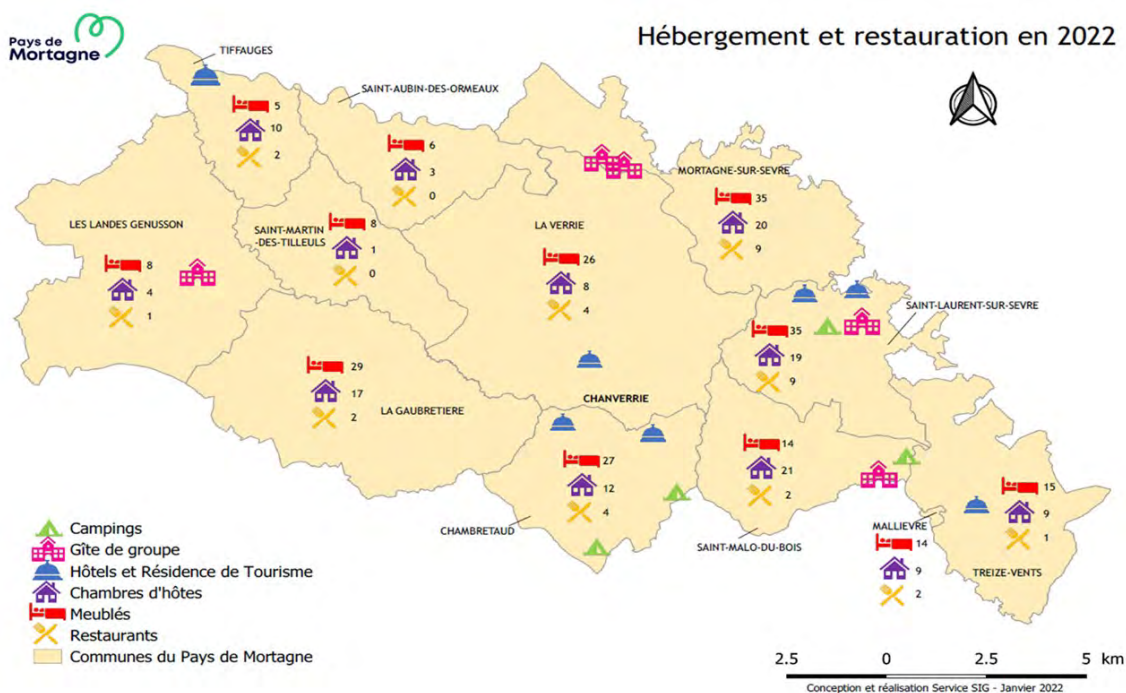 Pays de
Mortagne
Hébergement et restauration en 2022
TIFFAUGES
5
10
2
SAINT-AUBIN-DES-ORMEAUX
6
3
0
MORTAGNE-SUR-SEVRE
35
20
9
LES LANDES GENUSSON
8
4
1
SAINT-MARTIN
-DES-TILLEULS
8
1
0
LA VERRIE
26
8
4
SAINT-LAURENT-SUR-SEVRE
35
19
9
29
17
2
LA GAUBRETIERE
CHANVERRIE
27
12
4
CHAMBRETAUD
14
21
2
SAINT-MALO-DU-BOIS
MALLIEVRE
14
9
2
15
9
1
TREIZE-VENTS
Campings
Gîte de groupe
Hôtels et Résidence de Tourisme
Chambres d'hôtes
Meublés
Restaurants
Communes du Pays de Mortagne
2.5 0 2.5 5 km
Conception et réalisation Service SIG - Janvier 2022